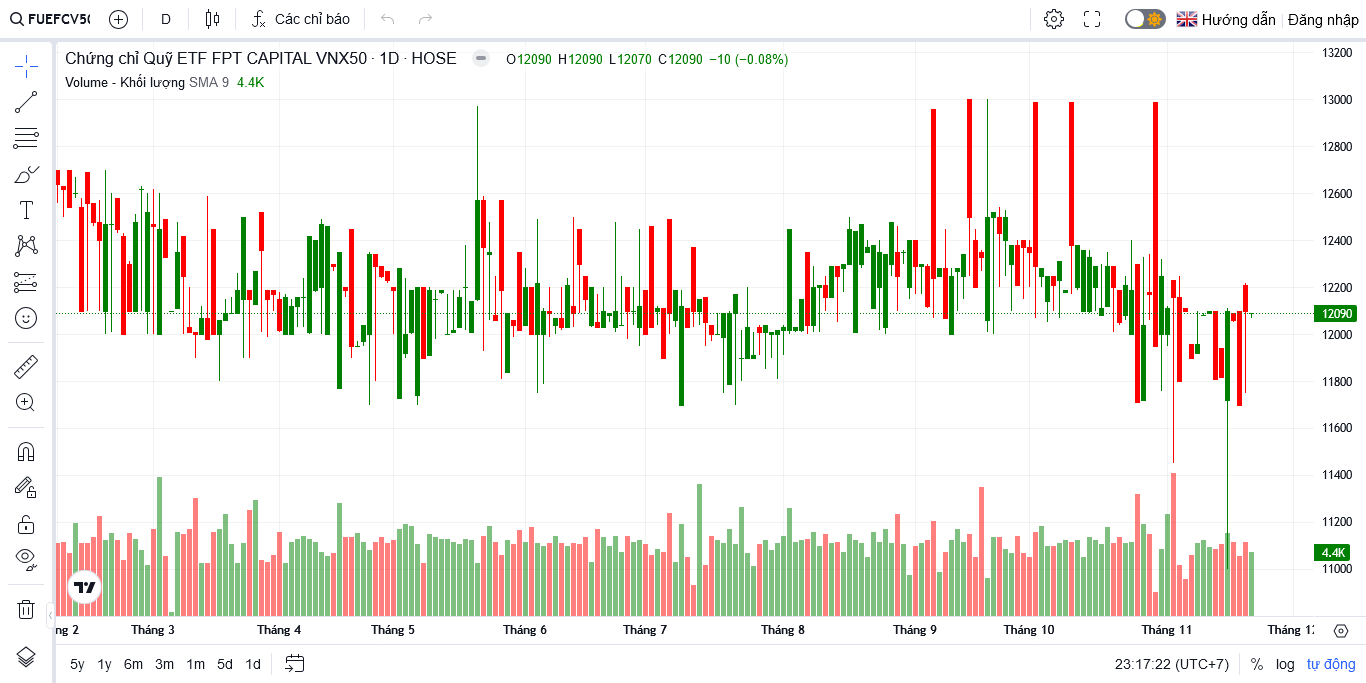 FUEFCV50 D Các chỉ báo Hướng dẫn Đăng nhập
Chứng chỉ Quỹ ETF FPT CAPITAL VNX50 · 1D · HOSE O12090 H12090 L12070 C12090 −10 (−0.08%)
Volume - Khối lượng SMA 9 4.4K
13200
13000
12800
12600
12400
12200
12090
12000
11800
11600
11400
11200
4.4K
11000
ng 2 Tháng 3 Tháng 4 Tháng 5 Tháng 6 Tháng 7 Tháng 8 Tháng 9 Tháng 10 Tháng 11 Tháng 12
5y 1y 6m 3m 1m 5d 1d 23:17:22 (UTC+7) % log tự động